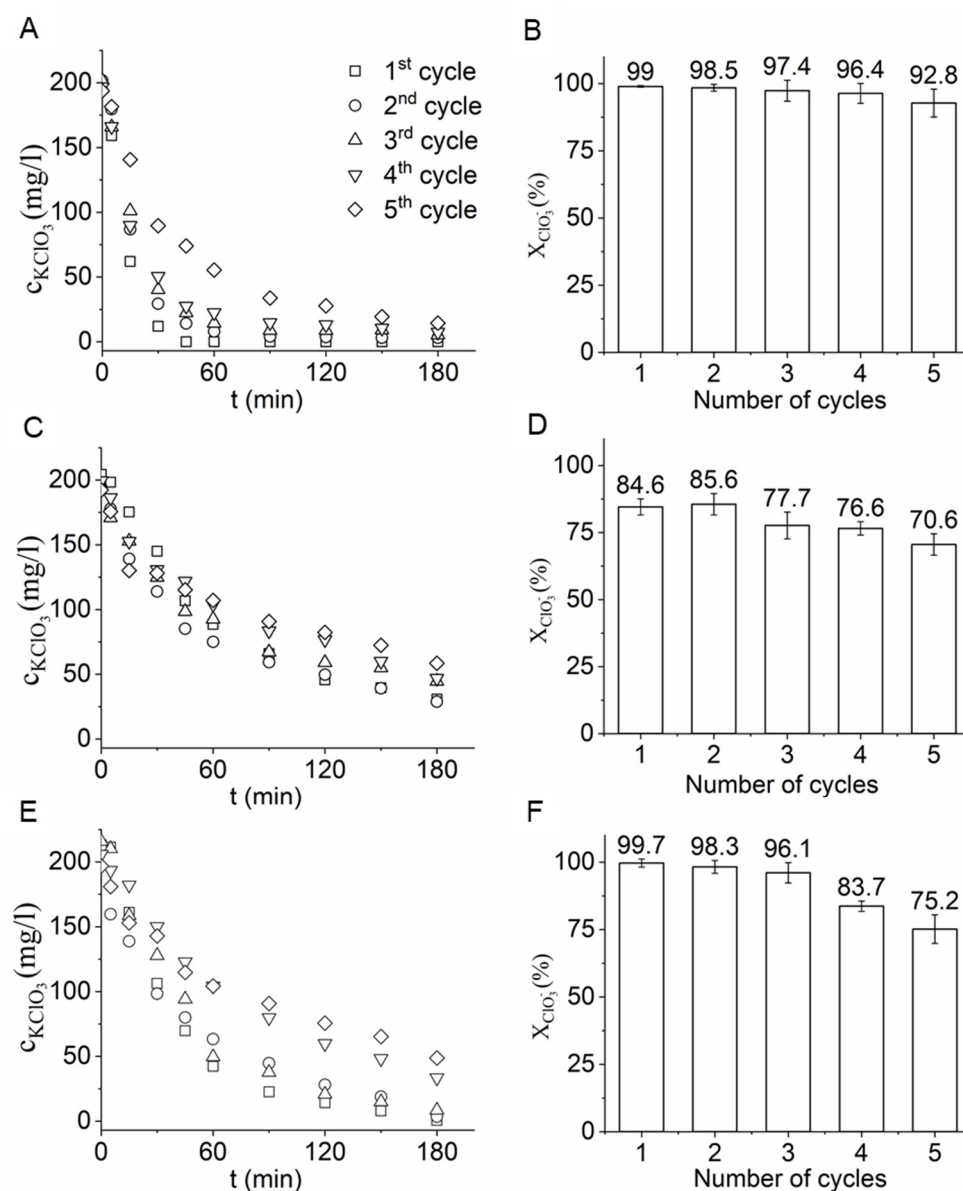 A
200
150
100
50
0
c_KClO₃ (mg/l)
0 60 120 180
t (min)
1st cycle
2nd cycle
3rd cycle
4th cycle
5th cycle
B
100
75
50
25
0
X_ClO₃⁻ (%)
99 98.5 97.4 96.4 92.8
1 2 3 4 5
Number of cycles
C
200
150
100
50
0
c_KClO₃ (mg/l)
0 60 120 180
t (min)
D
100
75
50
25
0
X_ClO₃⁻ (%)
84.6 85.6 77.7 76.6 70.6
1 2 3 4 5
Number of cycles
E
200
150
100
50
0
c_KClO₃ (mg/l)
0 60 120 180
t (min)
F
100
75
50
25
0
X_ClO₃⁻ (%)
99.7 98.3 96.1 83.7 75.2
1 2 3 4 5
Number of cycles